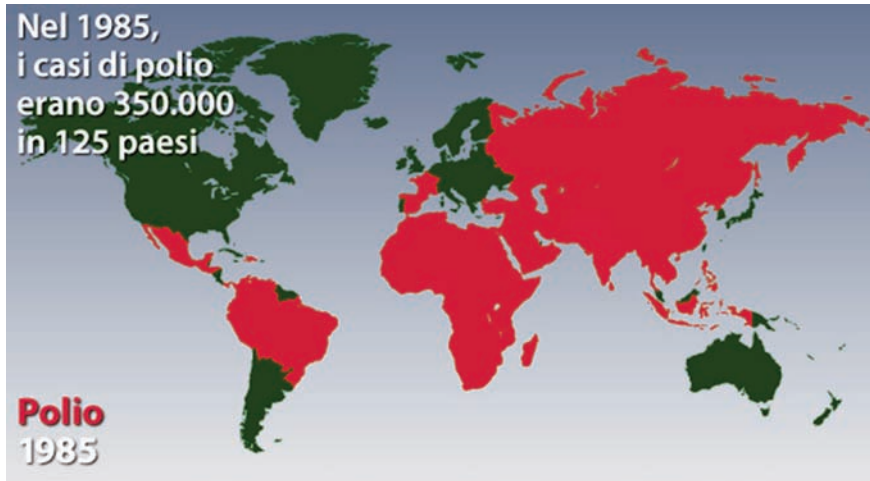 Nel 1985,
i casi di polio
erano 350.000
in 125 paesi
Polio
1985